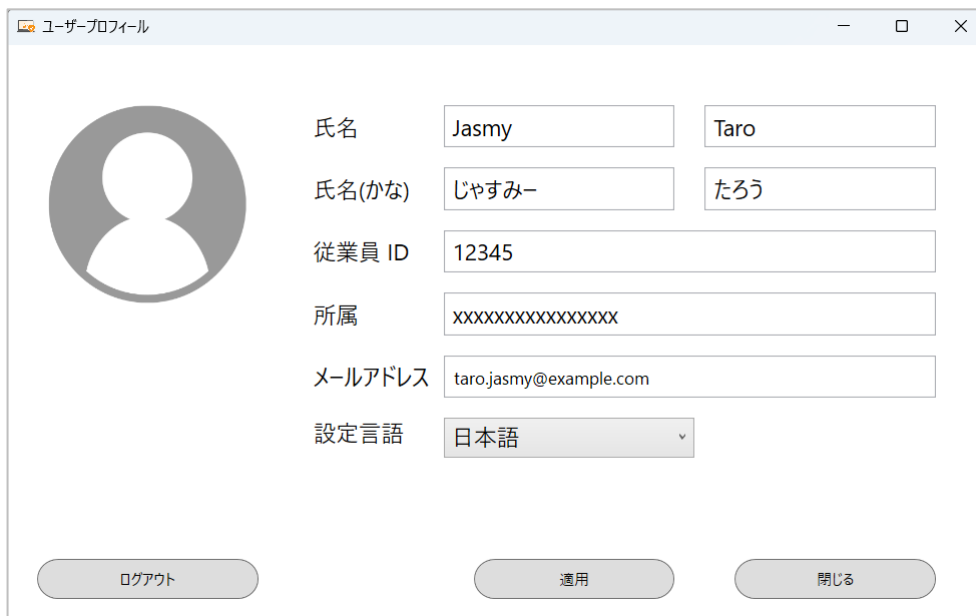 ユーザープロフィール
氏名 Jasmy Taro
氏名(かな) じゃすみー たろう
従業員 ID 12345
所属 xxxxxxxxxxxxxxxx
メールアドレス taro.jasmy@example.com
設定言語 日本語
ログアウト 適用 閉じる